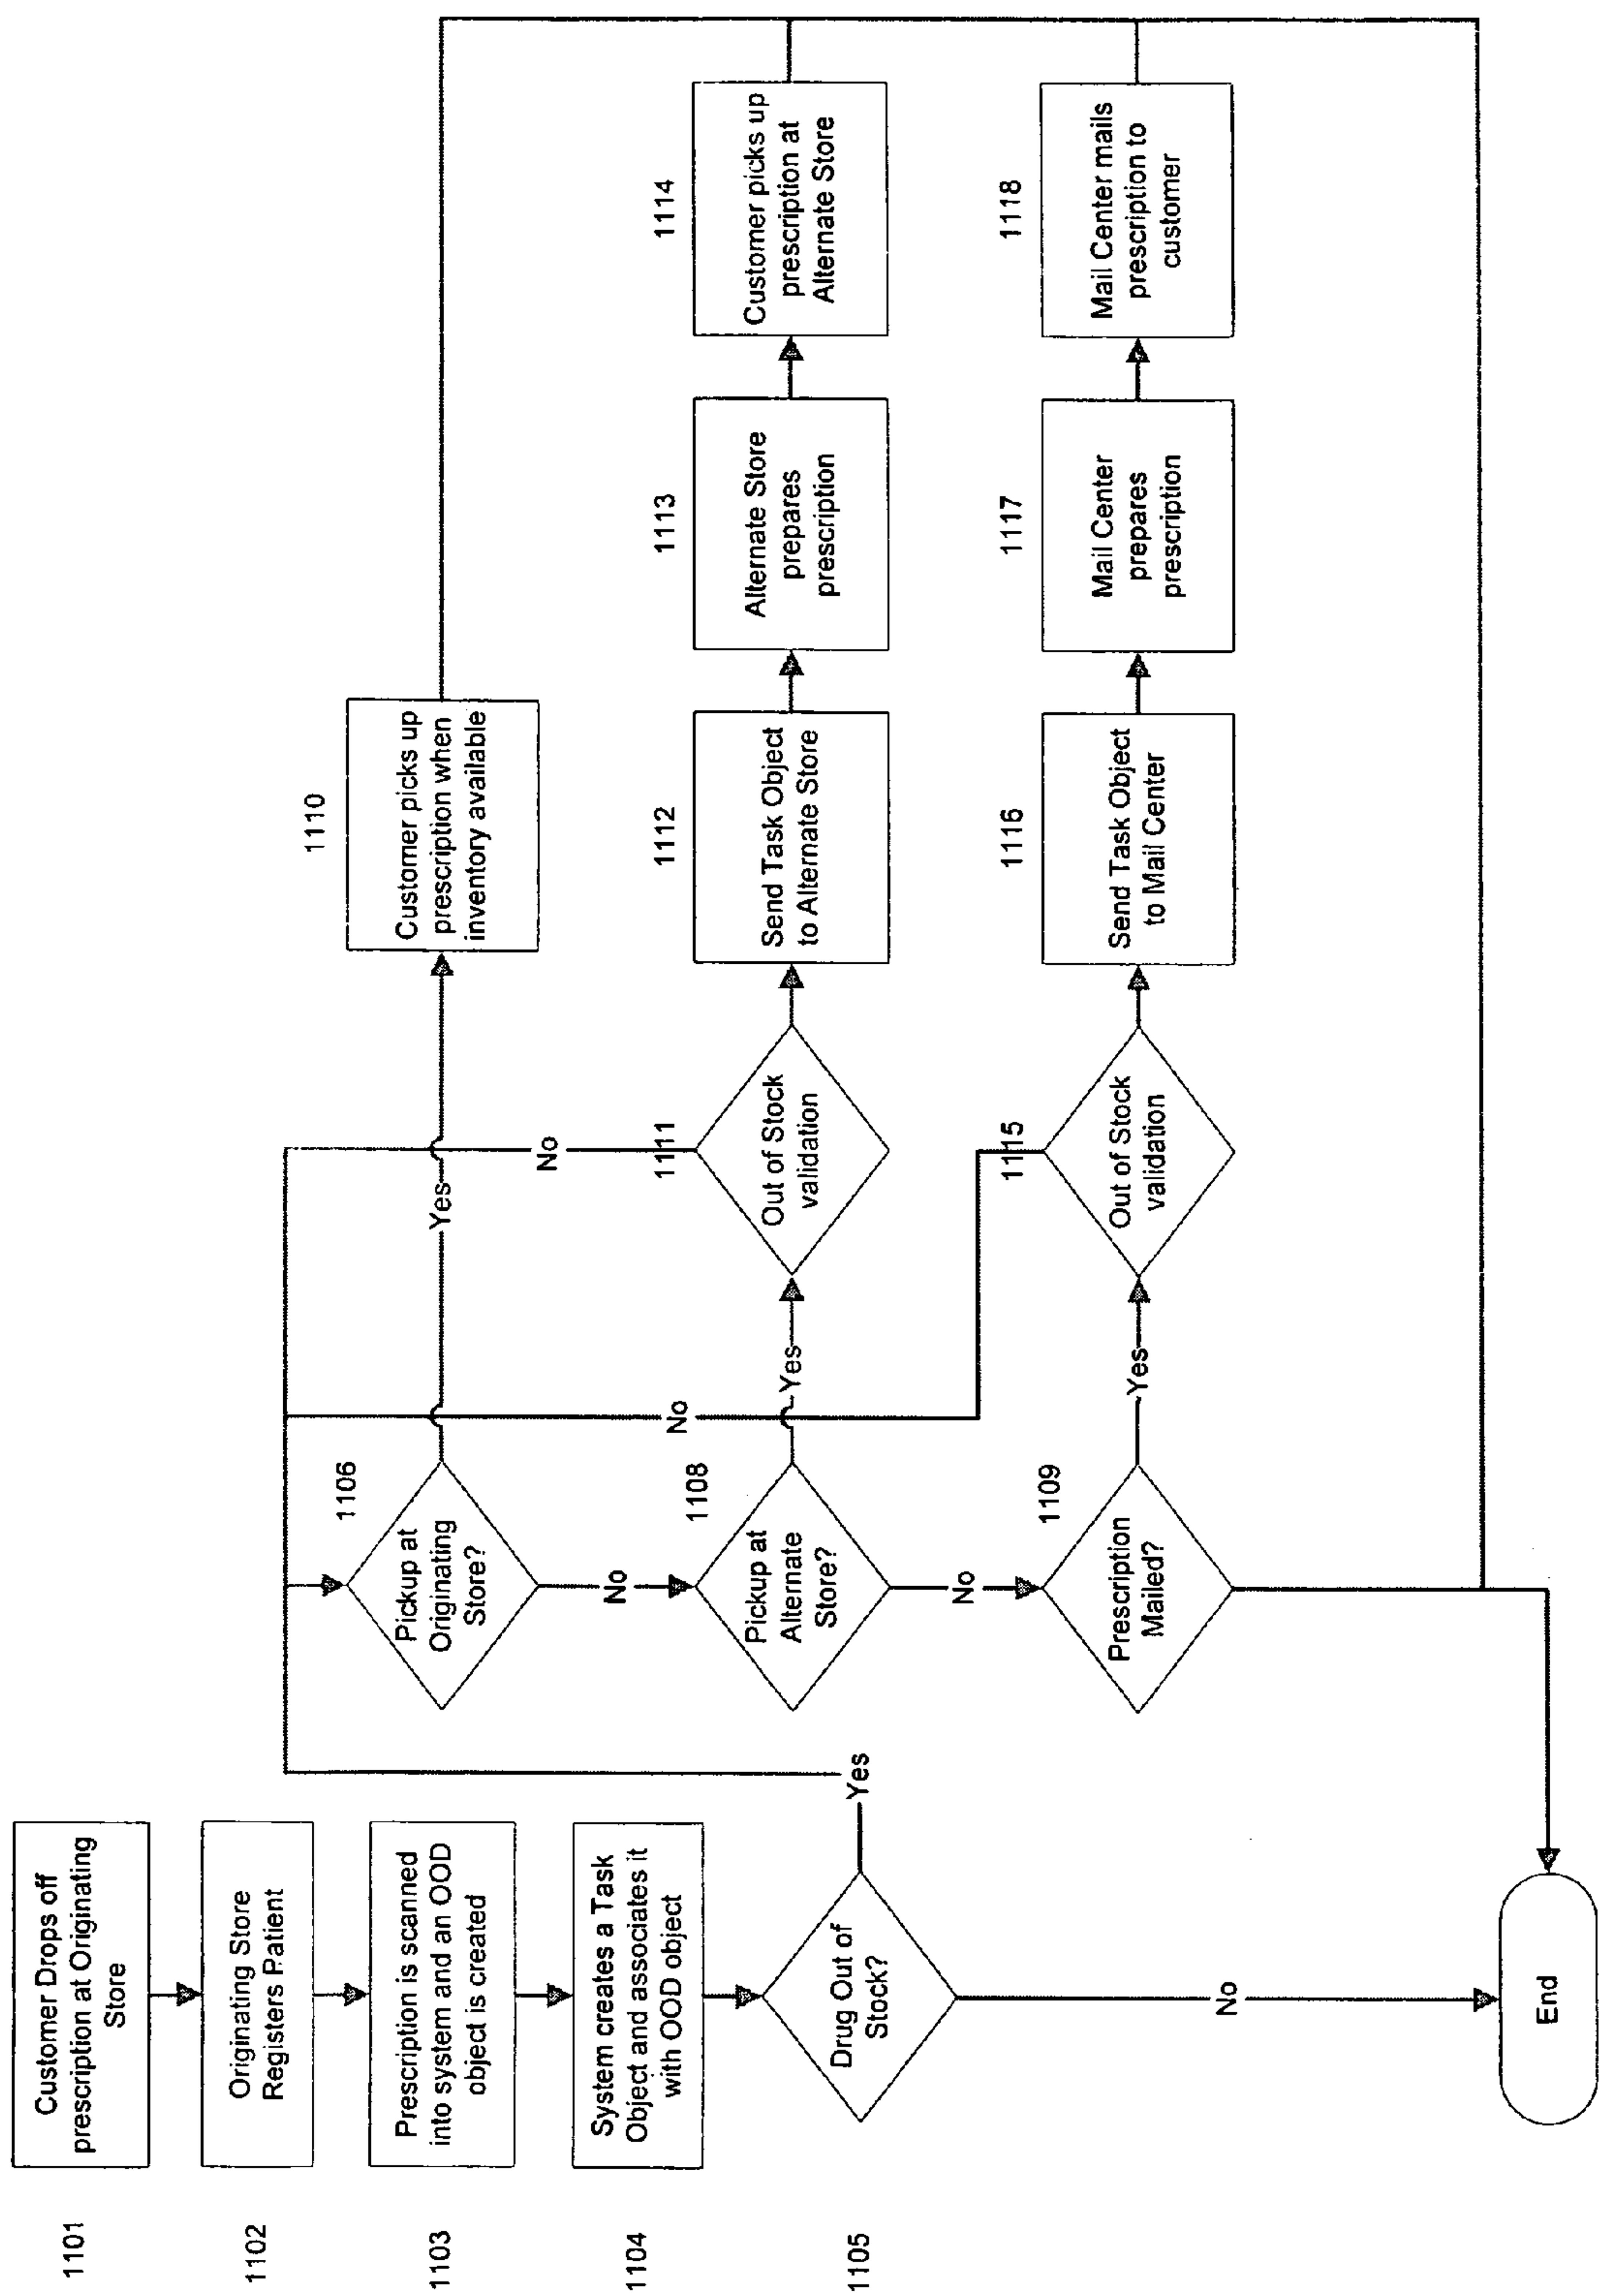 1101
Customer Drops off
prescription at Originating
Store
1102
Originating Store
Registers Patient
1103
Prescription is scanned
into system and an OOD
object is created
1104
System creates a Task
Object and associates it
with OOD object
1105
Drug Out of
Stock?
Yes
No
End
1106
Pickup at
Originating
Store?
Yes
No
1110
Customer picks up
prescription when
inventory available
1108
Pickup at
Alternate
Store?
Yes
No
1111
Out of Stock
validation
No
1112
Send Task Object
to Alternate Store
1113
Alternate Store
prepares
prescription
1114
Customer picks up
prescription at
Alternate Store
1109
Prescription
Mailed?
Yes
1115
Out of Stock
validation
No
1116
Send Task Object
to Mail Center
1117
Mail Center
prepares
prescription
1118
Mail Center mails
prescription to
customer